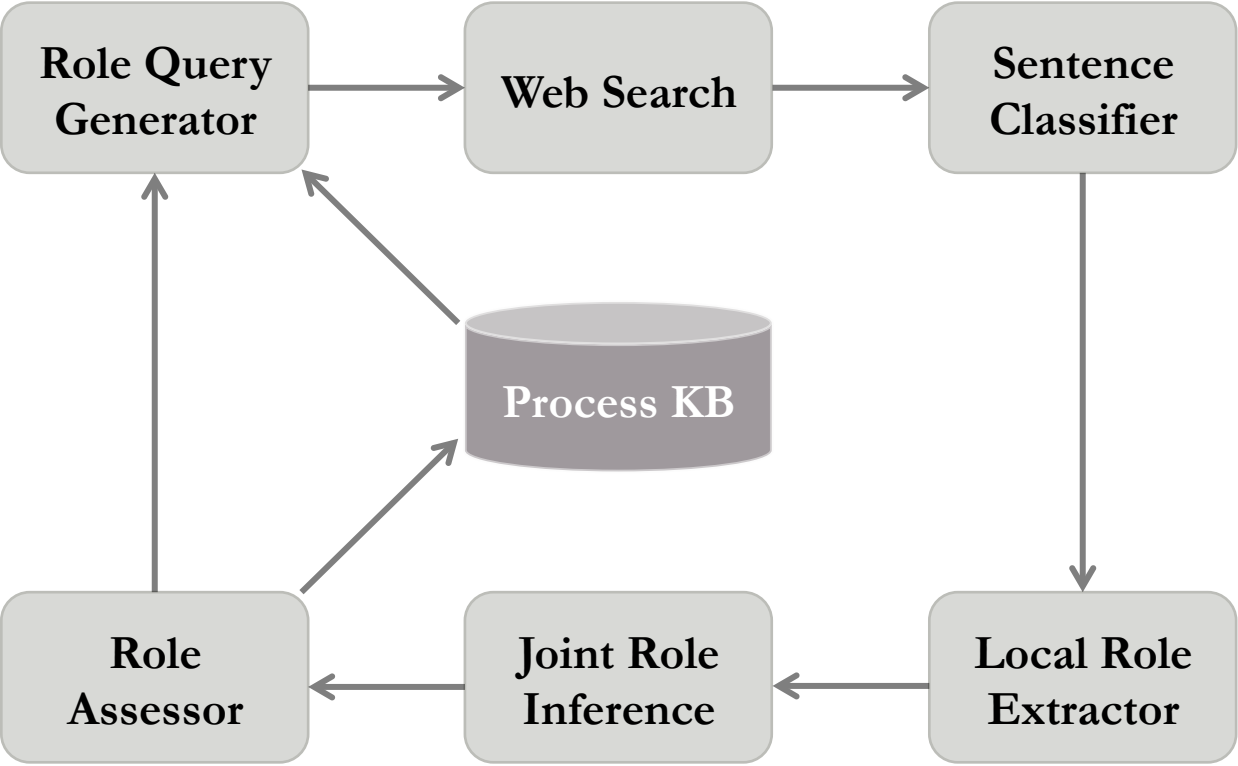 Role Query
Generator
Web Search
Sentence
Classifier
Process KB
Role
Assessor
Joint Role
Inference
Local Role
Extractor